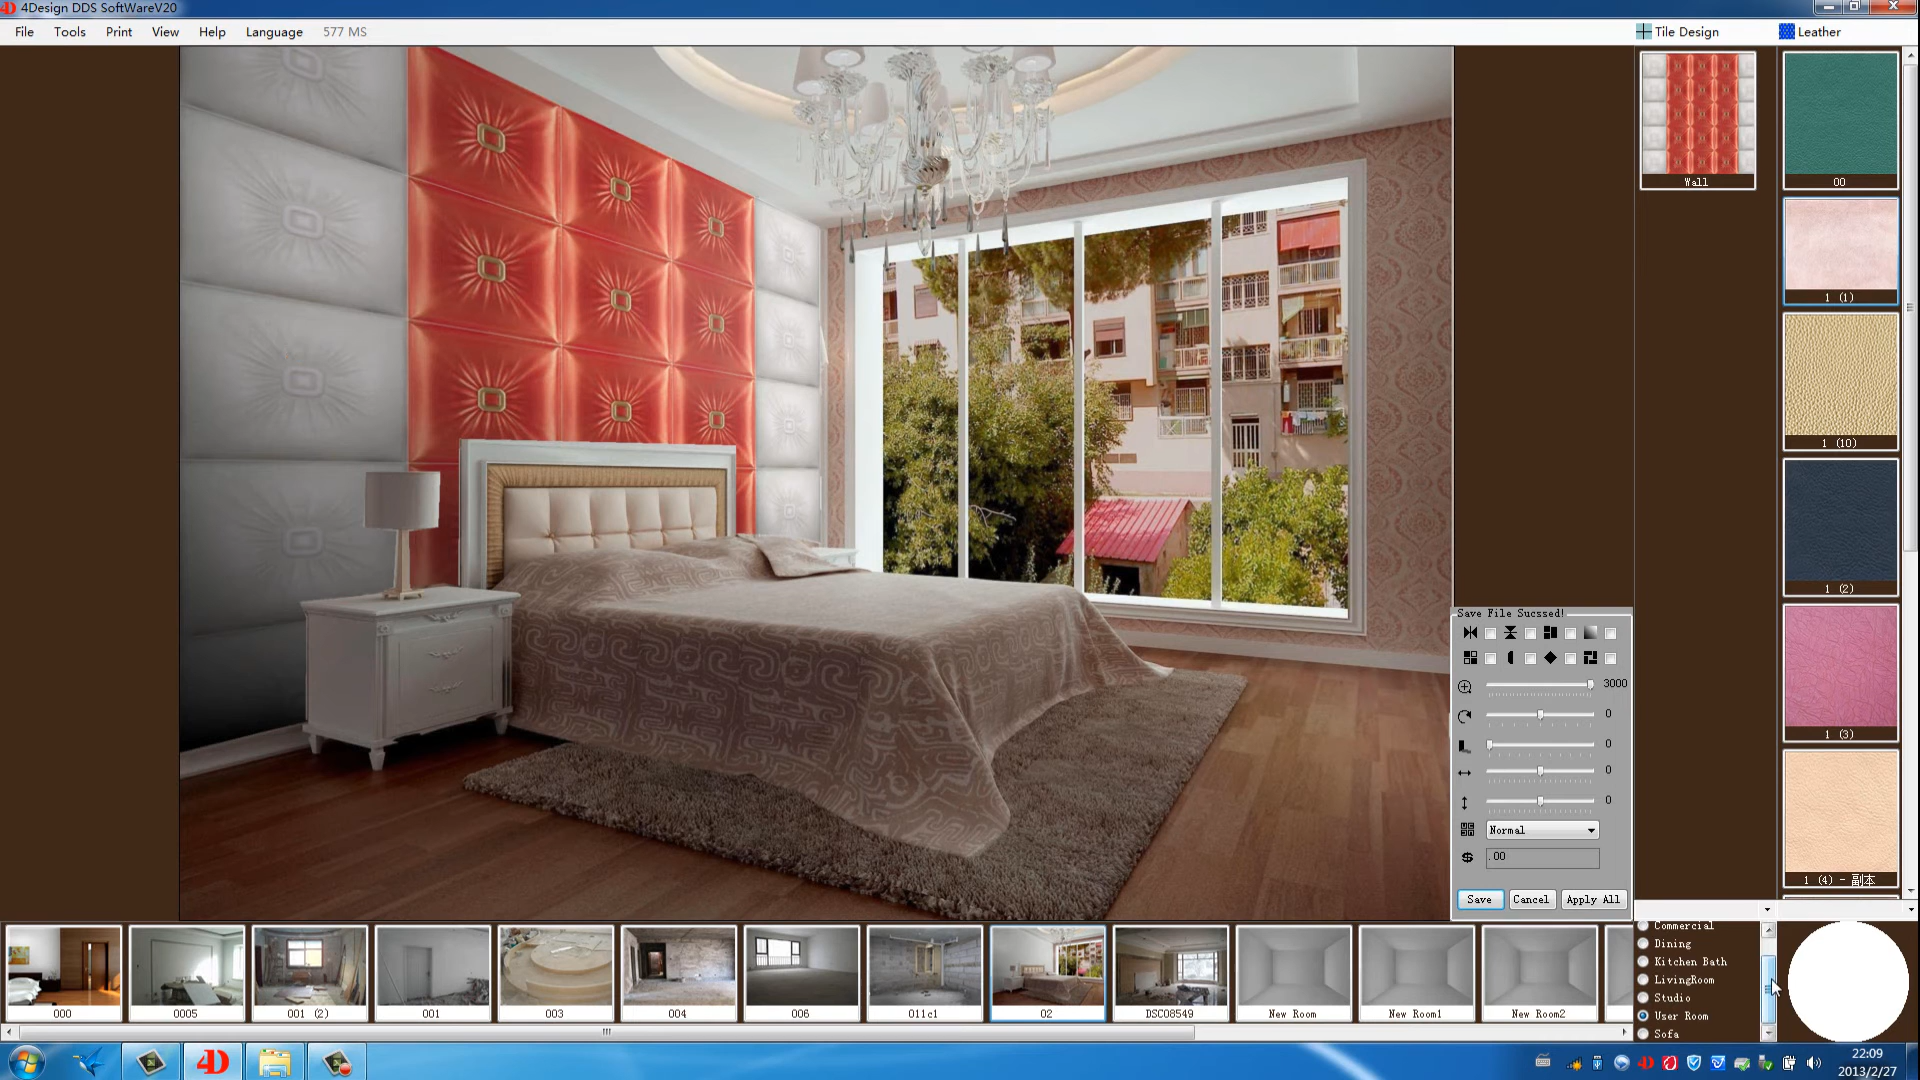 4D 4Design DDS SoftWareV20
File Tools Print View Help Language 577 MS
Tile Design
Leather
Wall
00
1 (1)
1 (10)
1 (2)
1 (3)
1 (4) - 副本
Save File Sucssed!
3000
0
0
0
0
Normal
.00
Save Cancel Apply All
Commercial
Dining
Kitchen Bath
LivingRoom
Studio
User Room
Sofa
000 0005 001 (2) 001 003 004 006 011c1 02 DSC08549 New Room New Room1 New Room2
4D
22:09
2013/2/27